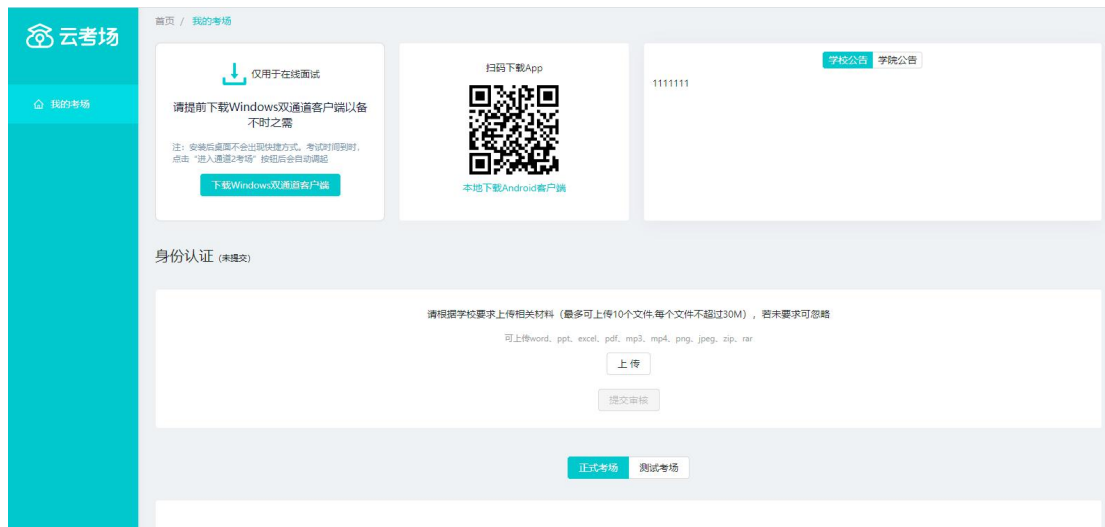 云考场
首页 / 我的考场
我的考场
仅用于在线面试
请提前下载Windows双通道客户端以备
不时之需
注：安装后桌面不会出现快捷方式。考试时间到时，
点击“进入通道2考场”按钮后会自动调起
下载Windows双通道客户端
扫码下载App
本地下载Android客户端
学校公告 学院公告
1111111
身份认证 (未提交)
请根据学校要求上传相关材料（最多可上传10个文件,每个文件不超过30M），若未要求可忽略
可上传word、ppt、excel、pdf、mp3、mp4、png、jpeg、zip、rar
上 传
提交审核
正式考场 测试考场